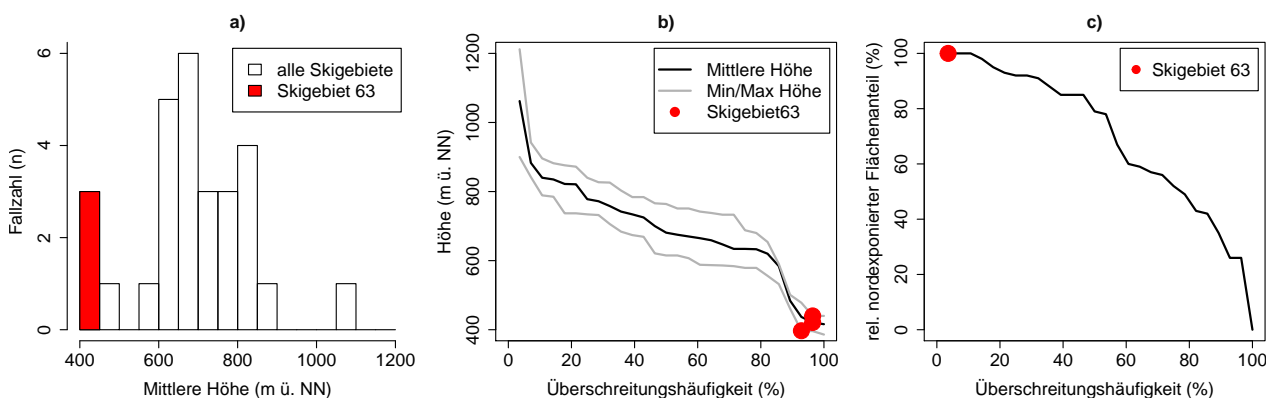 a)
alle Skigebiete
Skigebiet 63
Fallzahl (n)
0
2
4
6
400
600
800
1000
1200
Mittlere Höhe (m ü. NN)
b)
Mittlere Höhe
Min/Max Höhe
Skigebiet63
Höhe (m ü. NN)
400
600
800
1000
1200
0
20
40
60
80
100
Überschreitungshäufigkeit (%)
c)
Skigebiet 63
rel. nordexponierter Flächenanteil (%)
0
20
40
60
80
100
0
20
40
60
80
100
Überschreitungshäufigkeit (%)